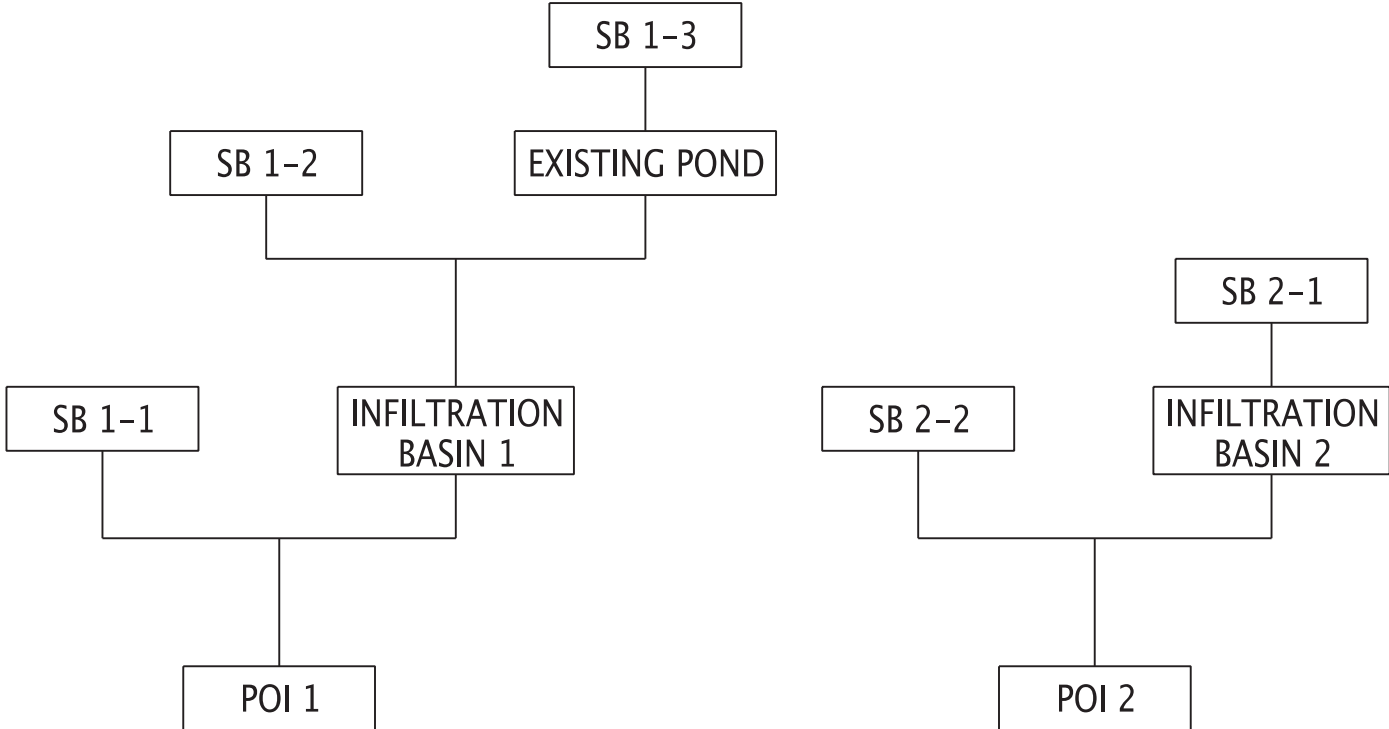 SB 1–3
SB 1–2
EXISTING POND
SB 2–1
SB 1–1
INFILTRATION
BASIN 1
SB 2–2
INFILTRATION
BASIN 2
POI 1
POI 2